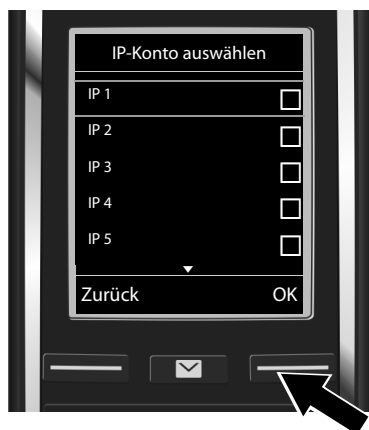 IP-Konto auswählen
IP 1
IP 2
IP 3
IP 4
IP 5
Zurück OK